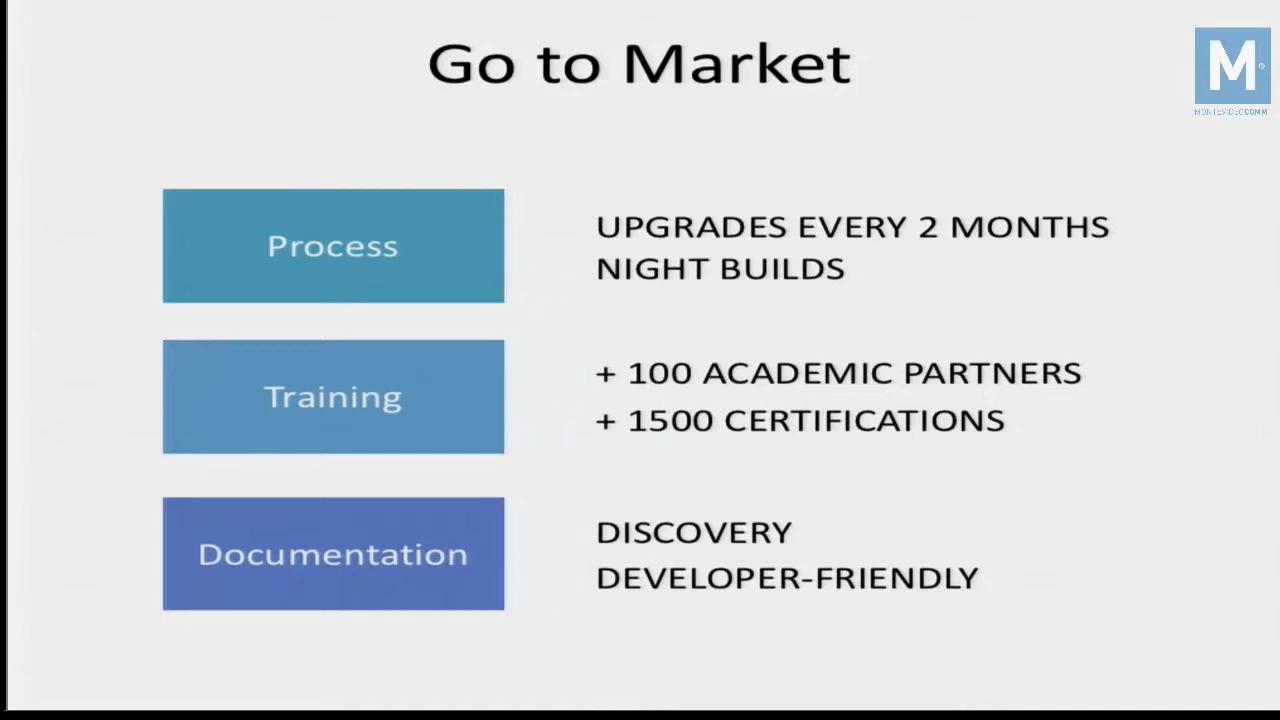 Go to Market
M
®
MONTEVIDEOCOMM
Process
UPGRADES EVERY 2 MONTHS
NIGHT BUILDS
Training
+ 100 ACADEMIC PARTNERS
+ 1500 CERTIFICATIONS
Documentation
DISCOVERY
DEVELOPER-FRIENDLY